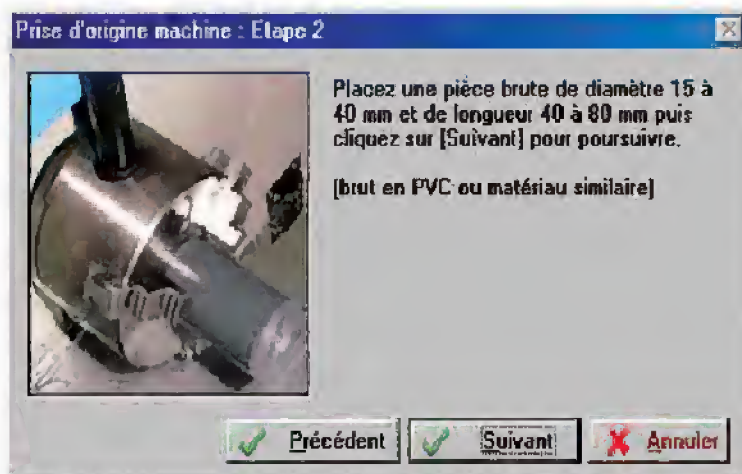 Prise d'origine machine : Etape 2
Placez une pièce brute de diamètre 15 à
40 mm et de longueur 40 à 80 mm puis
cliquez sur [Suivant] pour poursuivre.
[brut en PVC ou matériau similaire]
Précédent Suivant Annuler